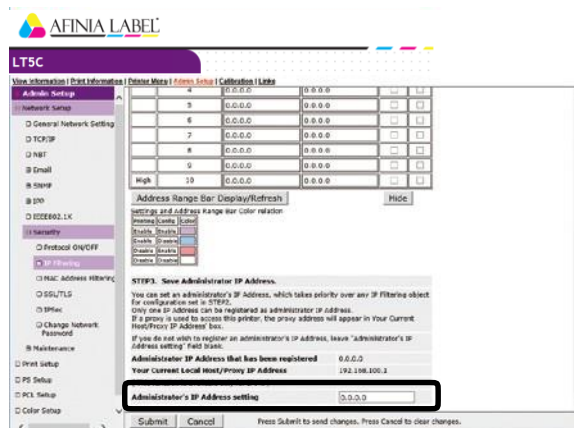 AFINIA LABEL
LT5C
View Information | Print Information | Printer Menu | Admin Setup | Calibration | Links
Admin Setup
Network Setup
General Network Setting
TCP/IP
NBT
Email
SNMP
IPP
IEEE802.1X
Security
Protocol ON/OFF
IP Filtering
MAC Address Filtering
SSL/TLS
IPSec
Change Network
Password
Maintenance
Print Setup
PS Setup
PCL Setup
Color Setup
4 0.0.0.0 0.0.0.0
5 0.0.0.0 0.0.0.0
6 0.0.0.0 0.0.0.0
7 0.0.0.0 0.0.0.0
8 0.0.0.0 0.0.0.0
9 0.0.0.0 0.0.0.0
High 10 0.0.0.0 0.0.0.0
Address Range Bar Display/Refresh Hide
Settings and Address Range Bar Color relation
Printing Config Color
Enable Enable
Enable Disable
Disable Enable
Disable Disable
STEP3. Save Administrator IP Address.
You can set an administrator's IP Address, which takes priority over any IP Filtering object
for configuration set in STEP2.
Only one IP Address can be registered as administrator IP Address.
If a proxy is used to access this printer, the proxy address will appear in Your Current
Host/Proxy IP Address' box.
If you do not wish to register an administrator's IP Address, leave "Administrator's IP
Address setting" field blank.
Administrator IP Address that has been registered 0.0.0.0
Your Current Local Host/Proxy IP Address 192.168.100.2
Administrator's IP Address setting 0.0.0.0
Submit Cancel Press Submit to send changes. Press Cancel to clear changes.